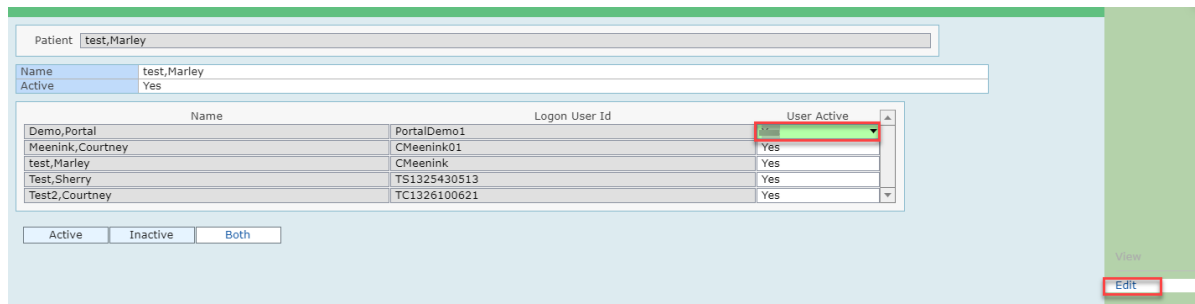 Patient test,Marley
Name test,Marley
Active Yes
Name Logon User Id User Active
Demo,Portal PortalDemo1
Meenink,Courtney CMeenink01 Yes
test,Marley CMeenink Yes
Test,Sherry TS1325430513 Yes
Test2,Courtney TC1326100621 Yes
Active Inactive Both
View
Edit